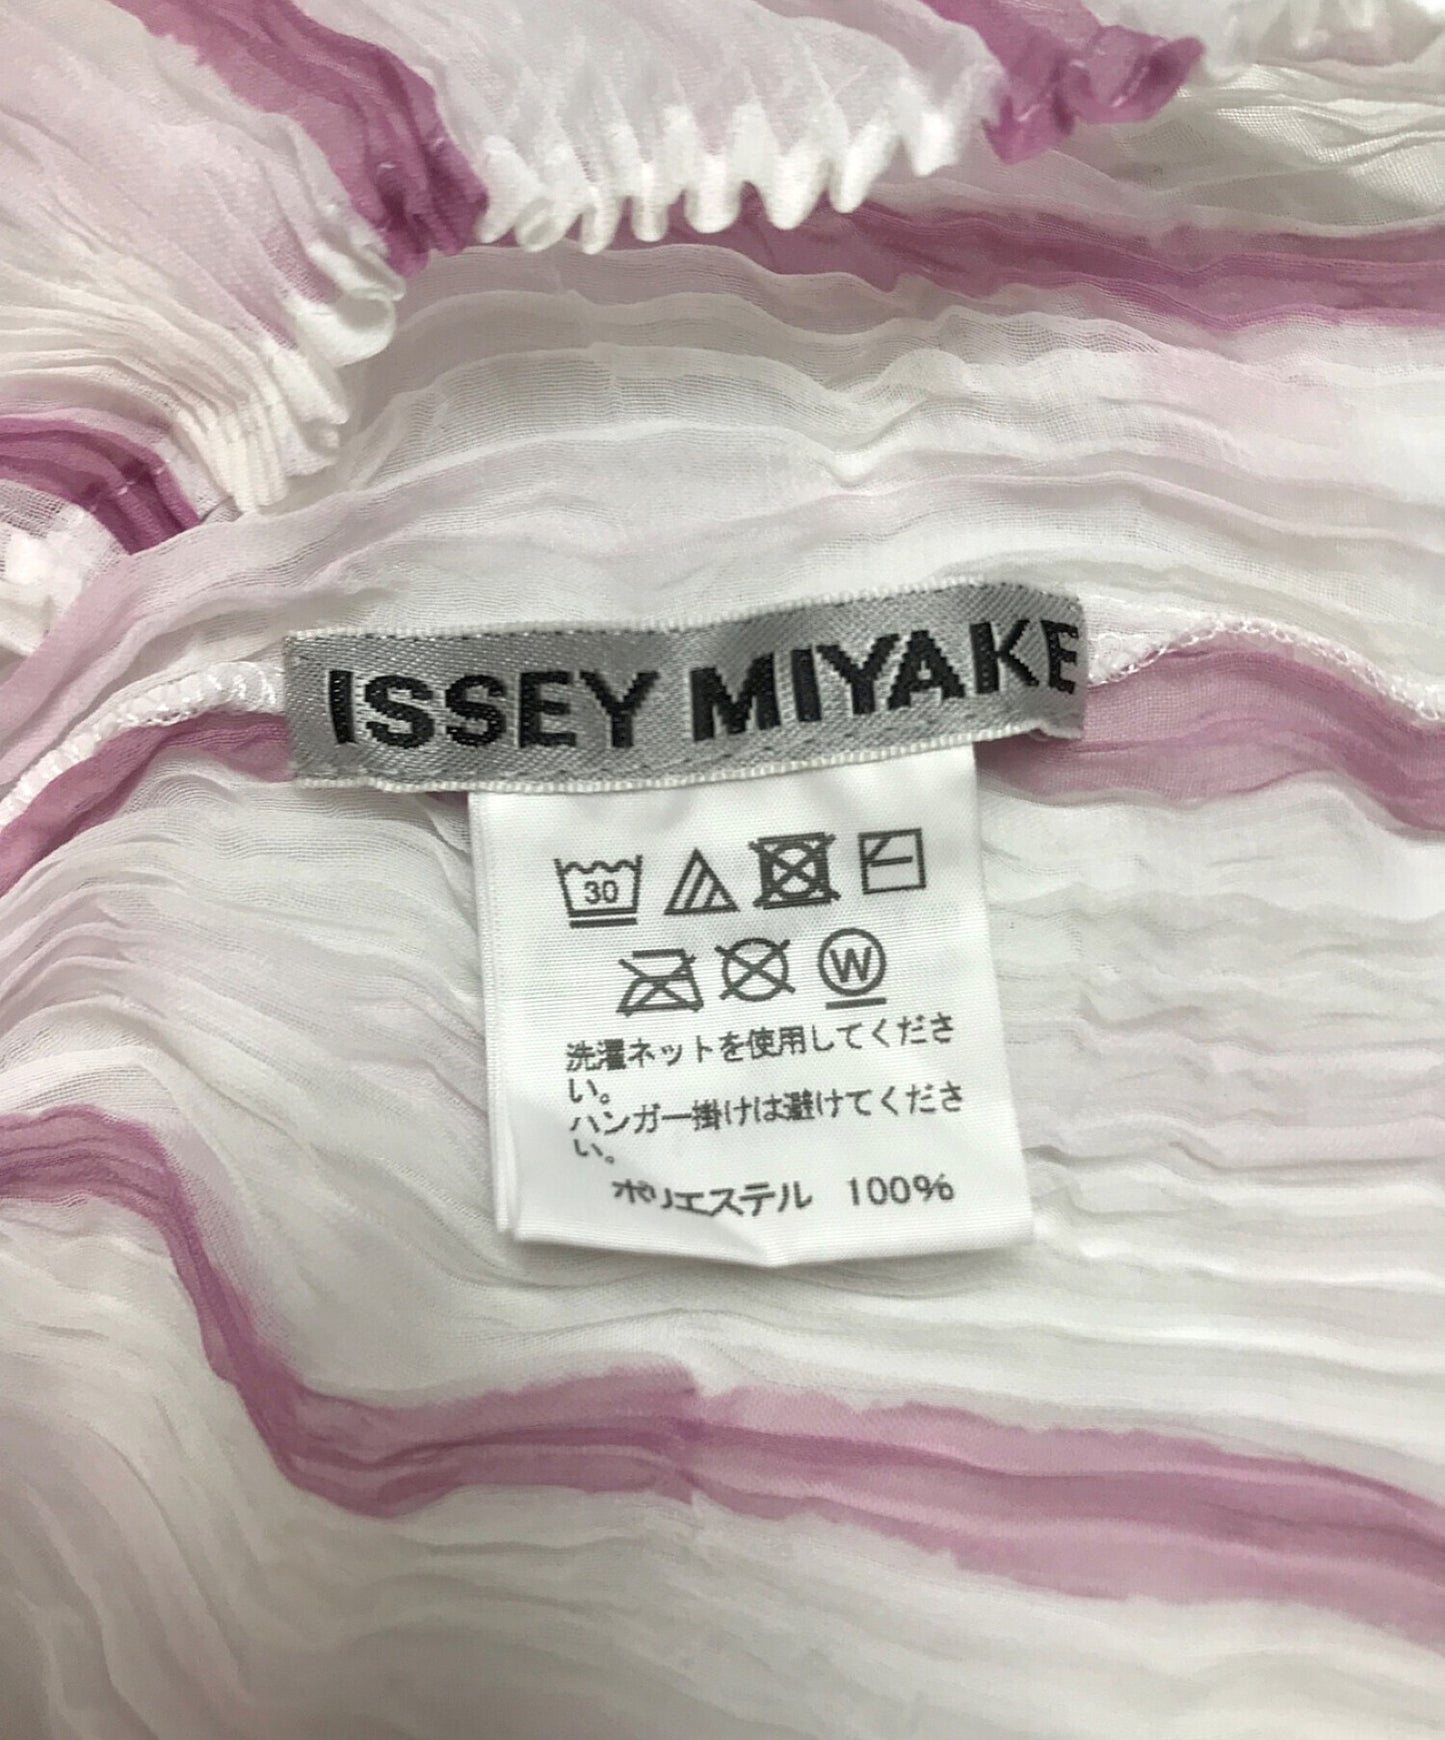 ISSEY MIYAKE
30
W
洗濯ネットを使用してくださ
い。
ハンガー掛けは避けてくださ
い。
ポリエステル 100%